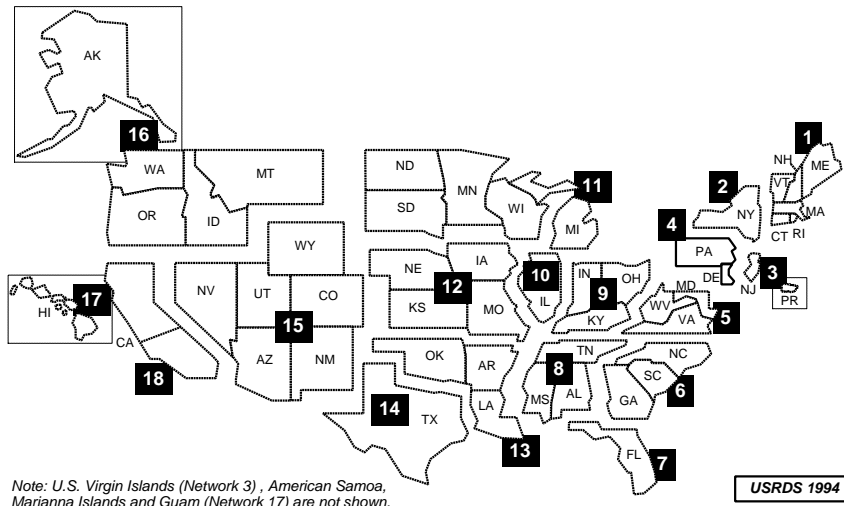 AK
16
WA
MT
OR
ID
WY
ND
MN
SD
WI
11
MI
1
NH
ME
VT
2
NY
MA
CT
RI
4
PA
DE
3
NJ
PR
HI
17
NV
UT
CO
15
CA
AZ
NM
18
NE
IA
12
KS
MO
10
IL
IN
OH
9
KY
MD
WV
VA
5
OK
AR
TN
8
NC
SC
6
MS
AL
GA
LA
14
TX
13
FL
7
Note: U.S. Virgin Islands (Network 3) , American Samoa,
Marianna Islands and Guam (Network 17) are not shown.
USRDS 1994